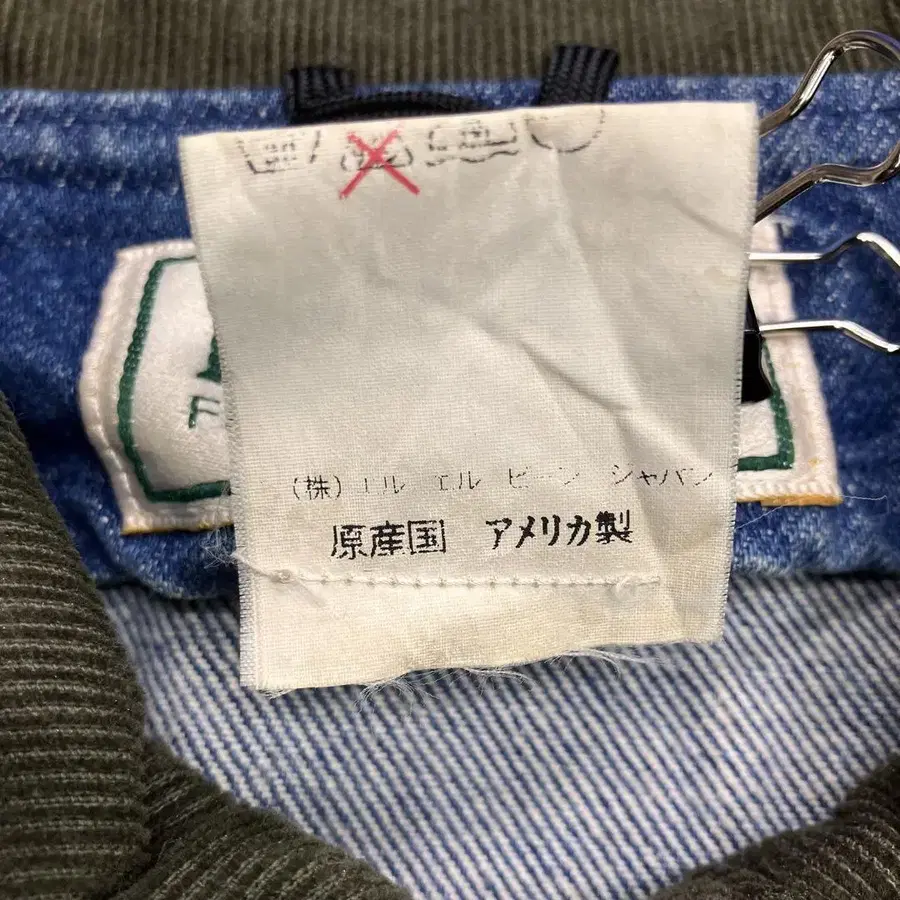 (株)エル エル ビーン ジャパン
原産国 アメリカ製